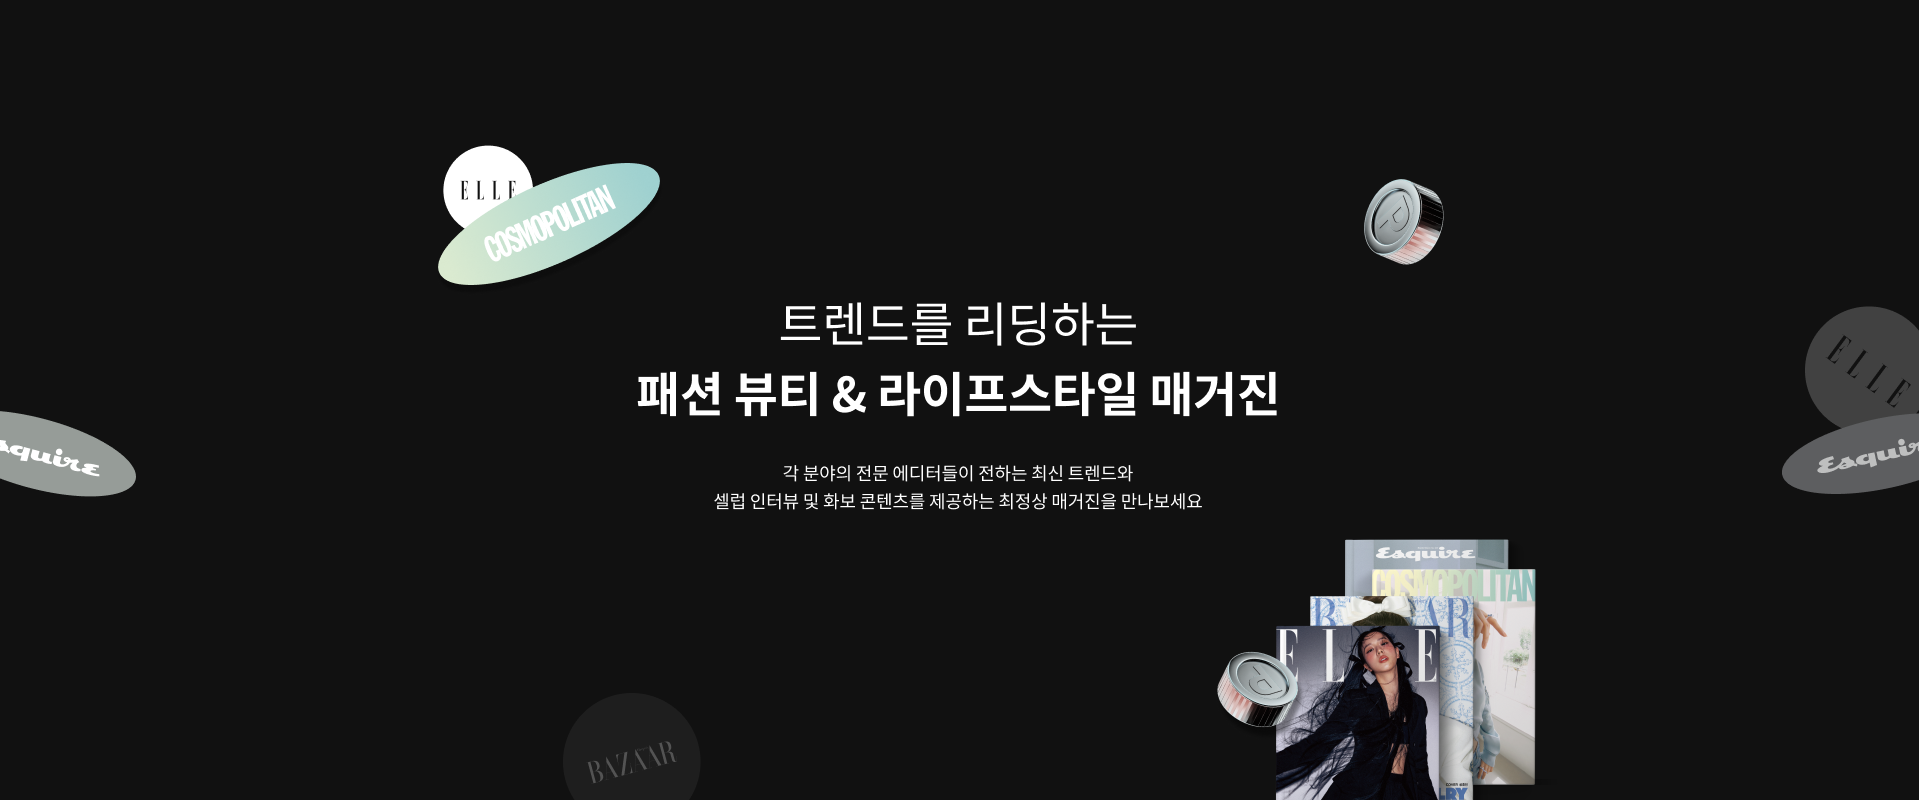 ELLE
COSMOPOLITAN
P
트렌드를 리딩하는
패션 뷰티 & 라이프스타일 매거진
ELLE
Esquire
각 분야의 전문 에디터들이 전하는 최신 트렌드와
셀럽 인터뷰 및 화보 콘텐츠를 제공하는 최정상 매거진을 만나보세요
squire
Esquire
COSMOPOLITAN
B AR
ELLE
P
BAZAAR